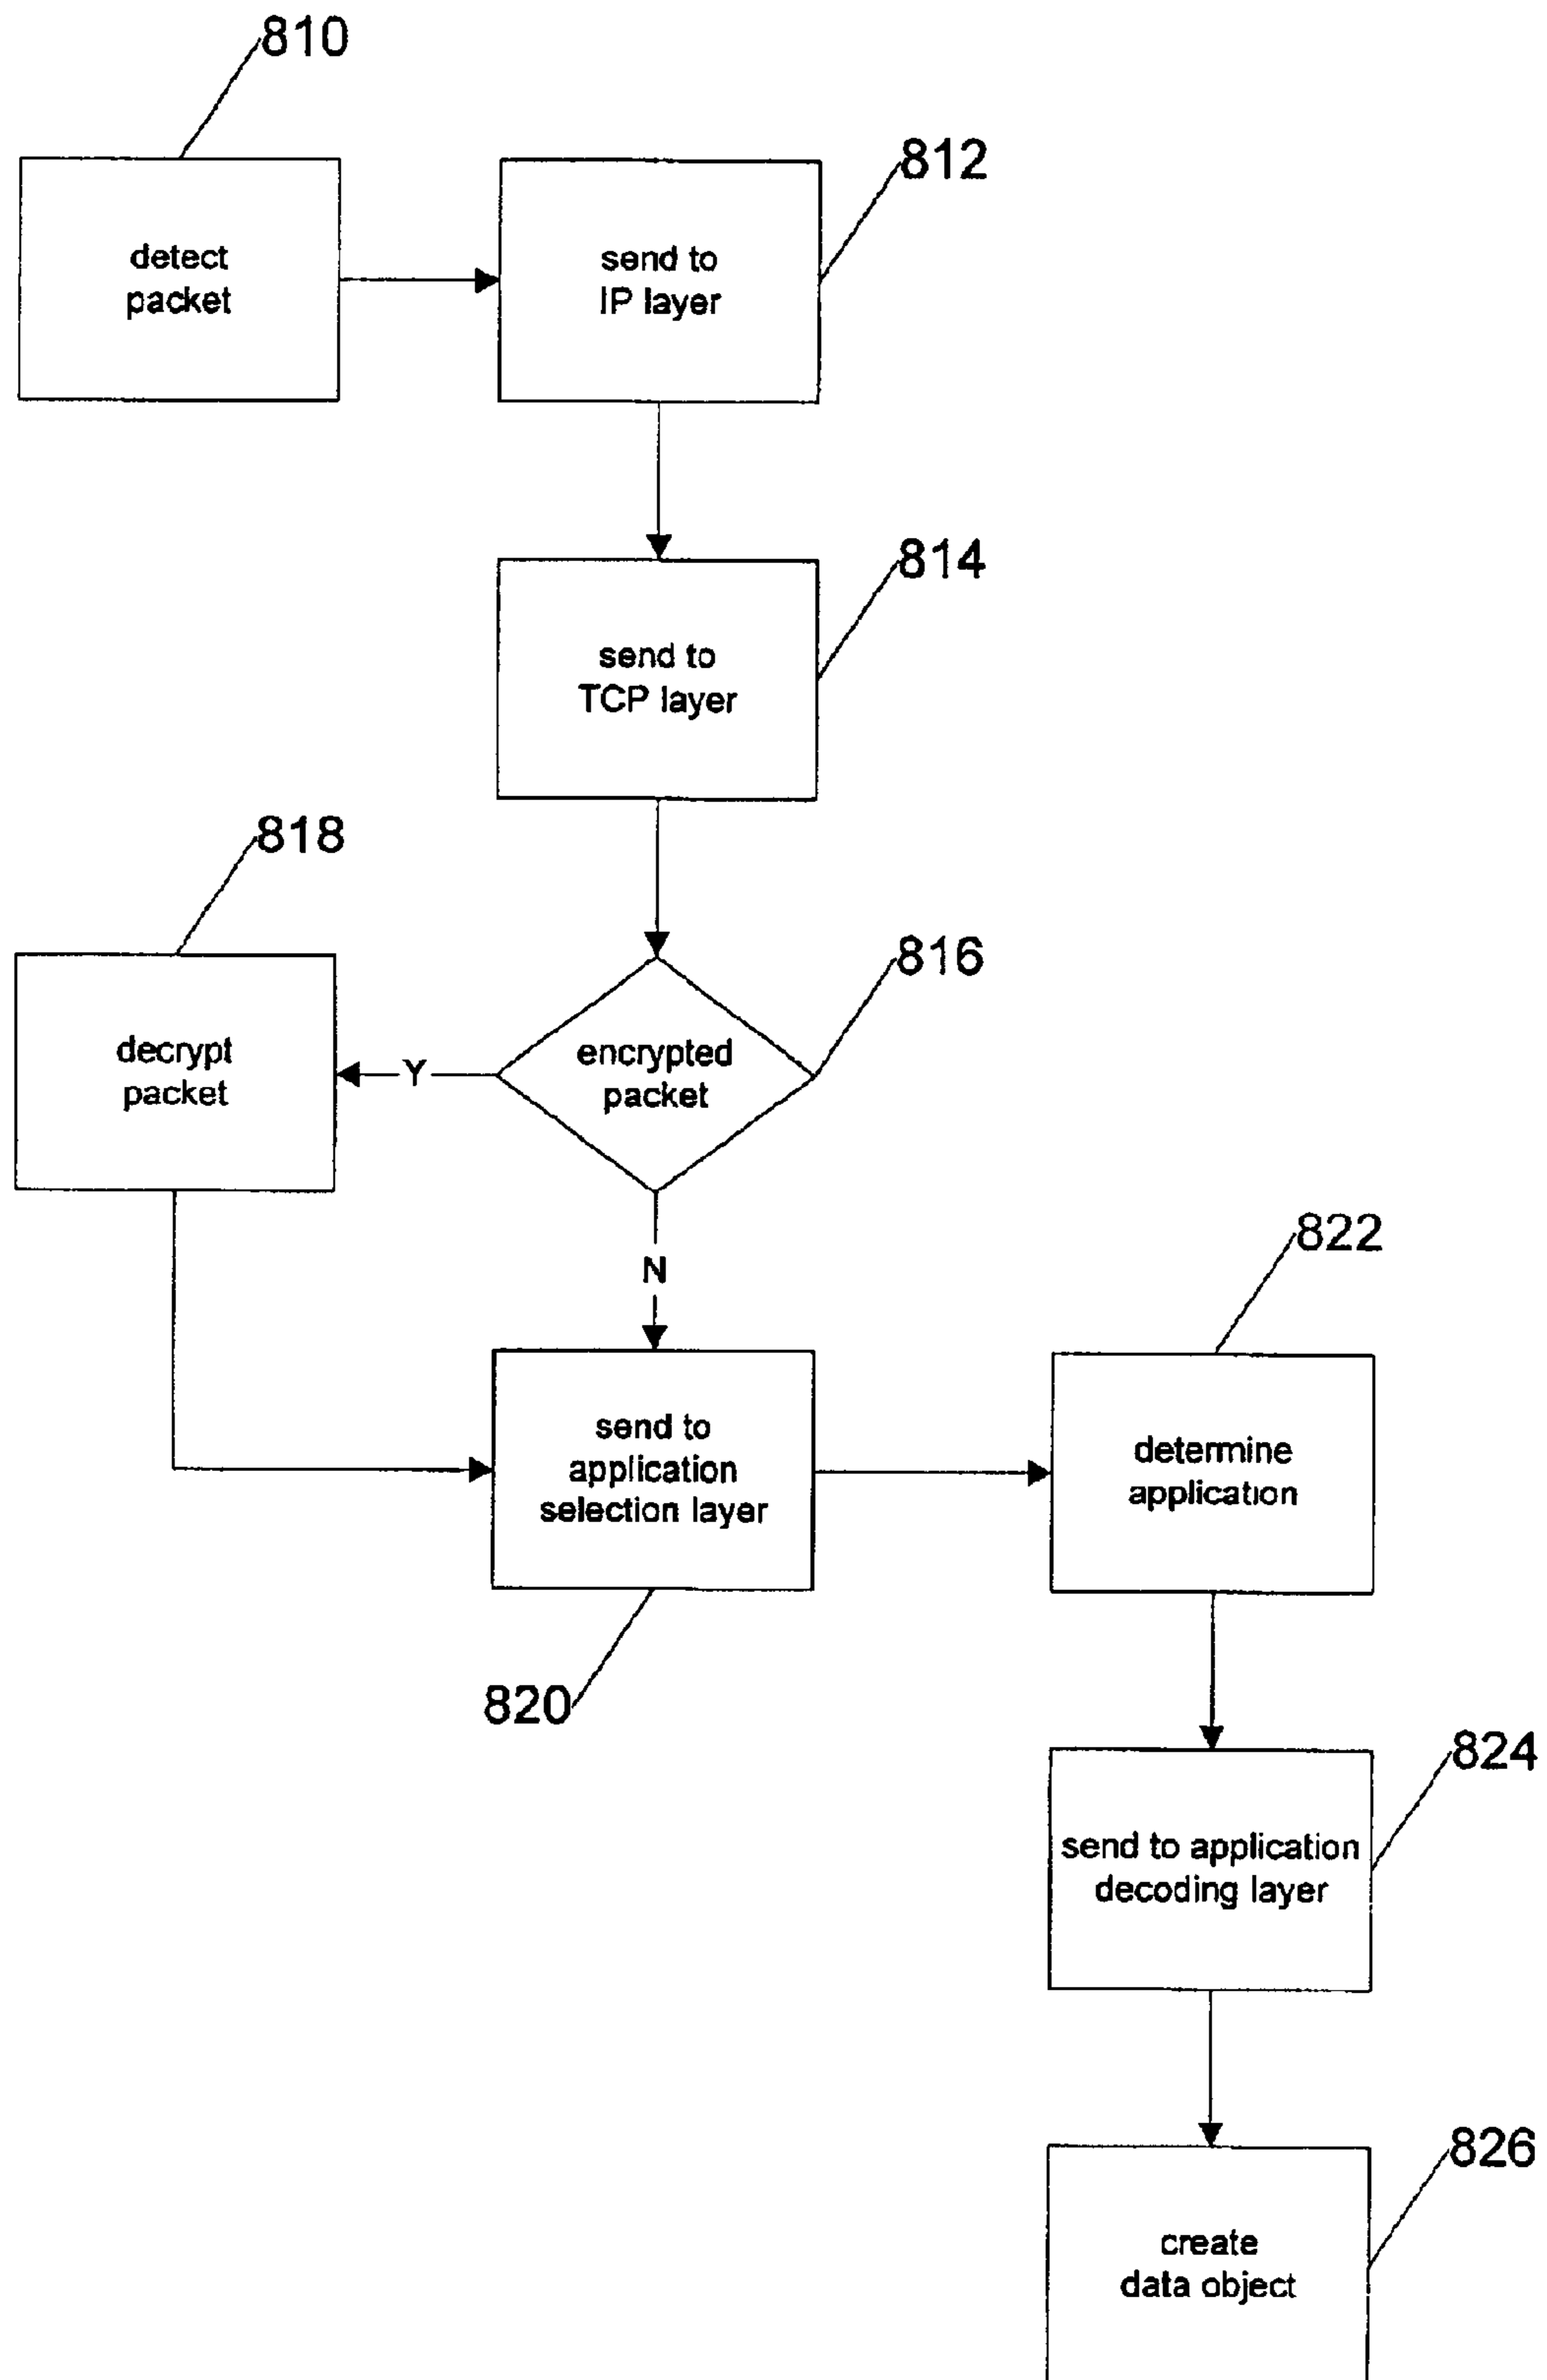 810
812
detect
packet
send to
IP layer
814
send to
TCP layer
818
816
decrypt
packet
Y
encrypted
packet
N
822
send to
application
selection layer
determine
application
820
824
send to application
decoding layer
826
create
data object